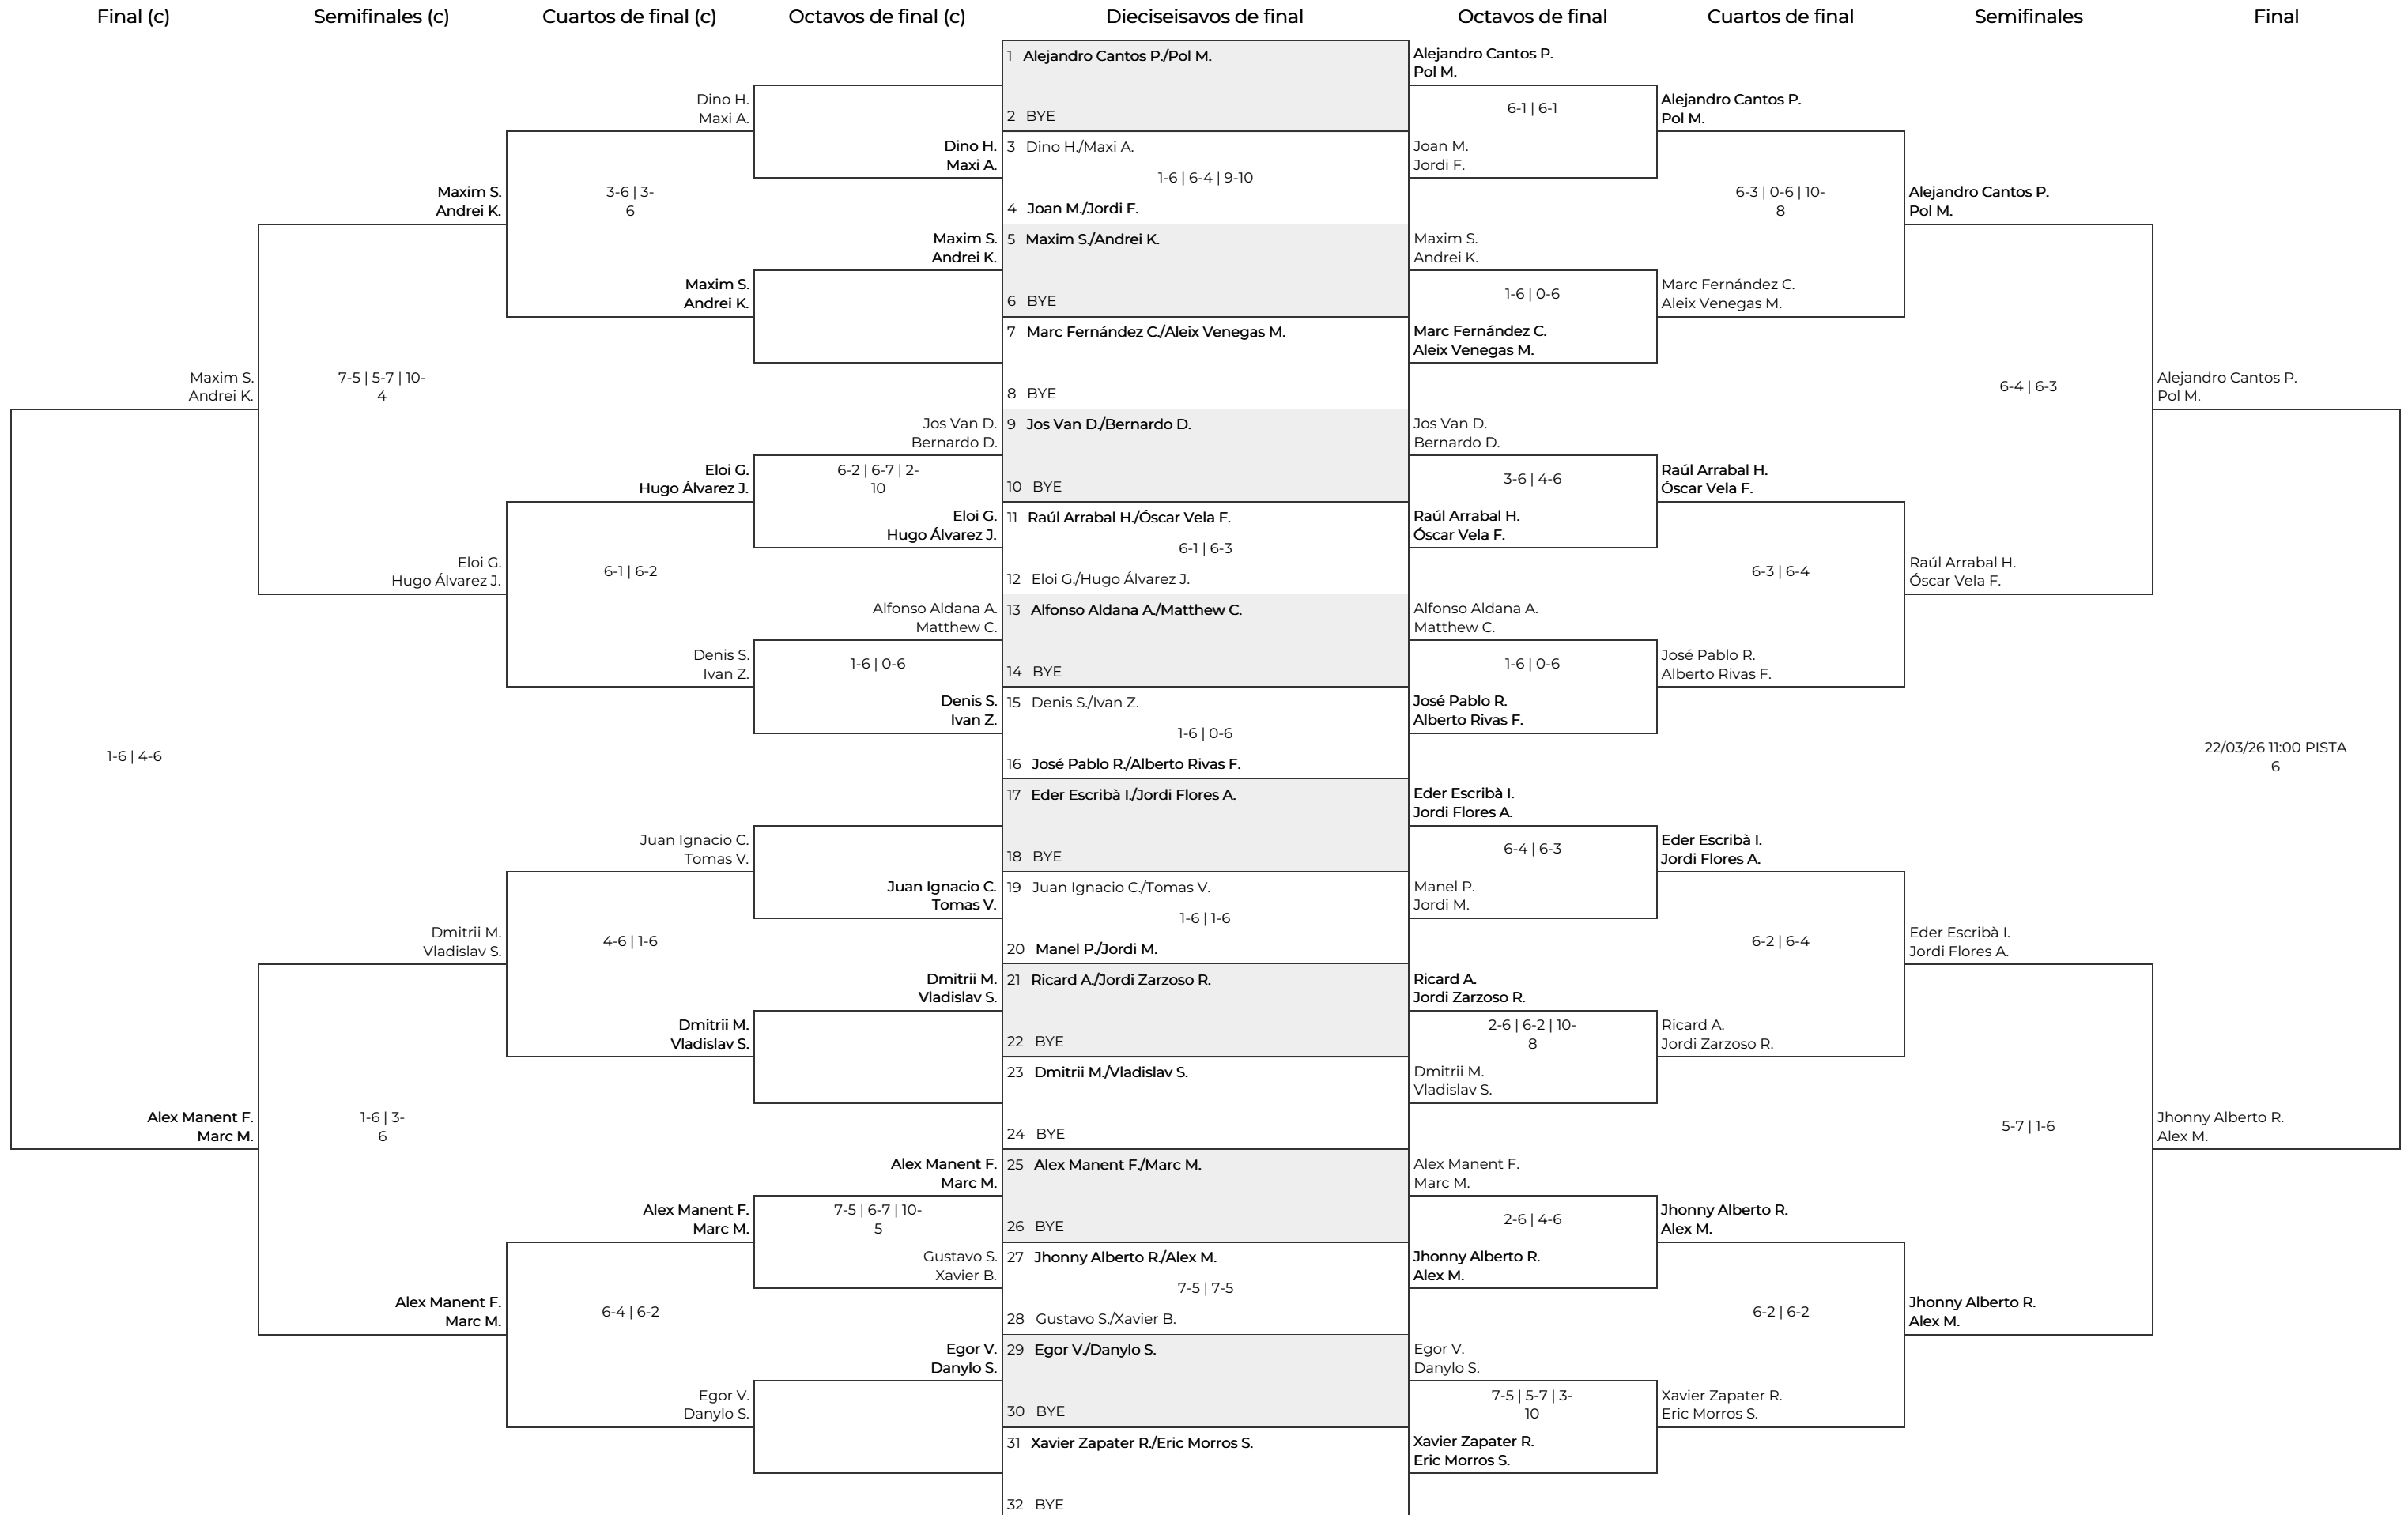 Final (c)
Semifinales (c)
Cuartos de final (c)
Octavos de final (c)
Dieciseisavos de final
Octavos de final
Cuartos de final
Semifinales
Final
Maxim S.
Andrei K.
1-6 | 4-6
Alex Manent F.
Marc M.
Maxim S.
Andrei K.
7-5 | 5-7 | 10-
4
Eloi G.
Hugo Álvarez J.
Dmitrii M.
Vladislav S.
1-6 | 3-
6
Alex Manent F.
Marc M.
Dino H.
Maxi A.
3-6 | 3-
6
Maxim S.
Andrei K.
Eloi G.
Hugo Álvarez J.
6-1 | 6-2
Denis S.
Ivan Z.
Juan Ignacio C.
Tomas V.
4-6 | 1-6
Dmitrii M.
Vladislav S.
Alex Manent F.
Marc M.
6-4 | 6-2
Egor V.
Danylo S.
Dino H.
Maxi A.
Maxim S.
Andrei K.
Jos Van D.
Bernardo D.
6-2 | 6-7 | 2-
10
Eloi G.
Hugo Álvarez J.
Alfonso Aldana A.
Matthew C.
1-6 | 0-6
Denis S.
Ivan Z.
Juan Ignacio C.
Tomas V.
Dmitrii M.
Vladislav S.
Alex Manent F.
Marc M.
7-5 | 6-7 | 10-
5
Gustavo S.
Xavier B.
Egor V.
Danylo S.
1 Alejandro Cantos P./Pol M.
2 BYE
3 Dino H./Maxi A.
1-6 | 6-4 | 9-10
4 Joan M./Jordi F.
5 Maxim S./Andrei K.
6 BYE
7 Marc Fernández C./Aleix Venegas M.
8 BYE
9 Jos Van D./Bernardo D.
10 BYE
11 Raúl Arrabal H./Óscar Vela F.
6-1 | 6-3
12 Eloi G./Hugo Álvarez J.
13 Alfonso Aldana A./Matthew C.
14 BYE
15 Denis S./Ivan Z.
1-6 | 0-6
16 José Pablo R./Alberto Rivas F.
17 Eder Escribà I./Jordi Flores A.
18 BYE
19 Juan Ignacio C./Tomas V.
1-6 | 1-6
20 Manel P./Jordi M.
21 Ricard A./Jordi Zarzoso R.
22 BYE
23 Dmitrii M./Vladislav S.
24 BYE
25 Alex Manent F./Marc M.
26 BYE
27 Jhonny Alberto R./Alex M.
7-5 | 7-5
28 Gustavo S./Xavier B.
29 Egor V./Danylo S.
30 BYE
31 Xavier Zapater R./Eric Morros S.
32 BYE
Alejandro Cantos P.
Pol M.
6-1 | 6-1
Joan M.
Jordi F.
Maxim S.
Andrei K.
1-6 | 0-6
Marc Fernández C.
Aleix Venegas M.
Jos Van D.
Bernardo D.
3-6 | 4-6
Raúl Arrabal H.
Óscar Vela F.
Alfonso Aldana A.
Matthew C.
1-6 | 0-6
José Pablo R.
Alberto Rivas F.
Eder Escribà I.
Jordi Flores A.
6-4 | 6-3
Manel P.
Jordi M.
Ricard A.
Jordi Zarzoso R.
2-6 | 6-2 | 10-
8
Dmitrii M.
Vladislav S.
Alex Manent F.
Marc M.
2-6 | 4-6
Jhonny Alberto R.
Alex M.
Egor V.
Danylo S.
7-5 | 5-7 | 3-
10
Xavier Zapater R.
Eric Morros S.
Alejandro Cantos P.
Pol M.
6-3 | 0-6 | 10-
8
Marc Fernández C.
Aleix Venegas M.
Raúl Arrabal H.
Óscar Vela F.
6-3 | 6-4
José Pablo R.
Alberto Rivas F.
Eder Escribà I.
Jordi Flores A.
6-2 | 6-4
Ricard A.
Jordi Zarzoso R.
Jhonny Alberto R.
Alex M.
6-2 | 6-2
Xavier Zapater R.
Eric Morros S.
Alejandro Cantos P.
Pol M.
6-4 | 6-3
Raúl Arrabal H.
Óscar Vela F.
Eder Escribà I.
Jordi Flores A.
5-7 | 1-6
Jhonny Alberto R.
Alex M.
Alejandro Cantos P.
Pol M.
22/03/26 11:00 PISTA
6
Jhonny Alberto R.
Alex M.